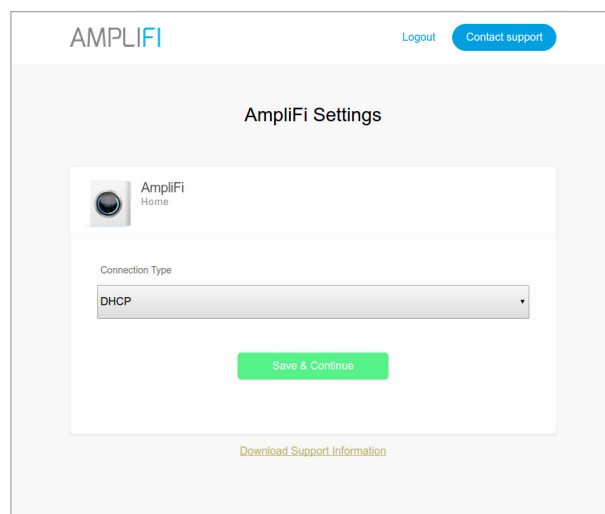 AMPLIFI
Logout
Contact support
AmpliFi Settings
AmpliFi
Home
Connection Type
DHCP
Save & Continue
Download Support Information